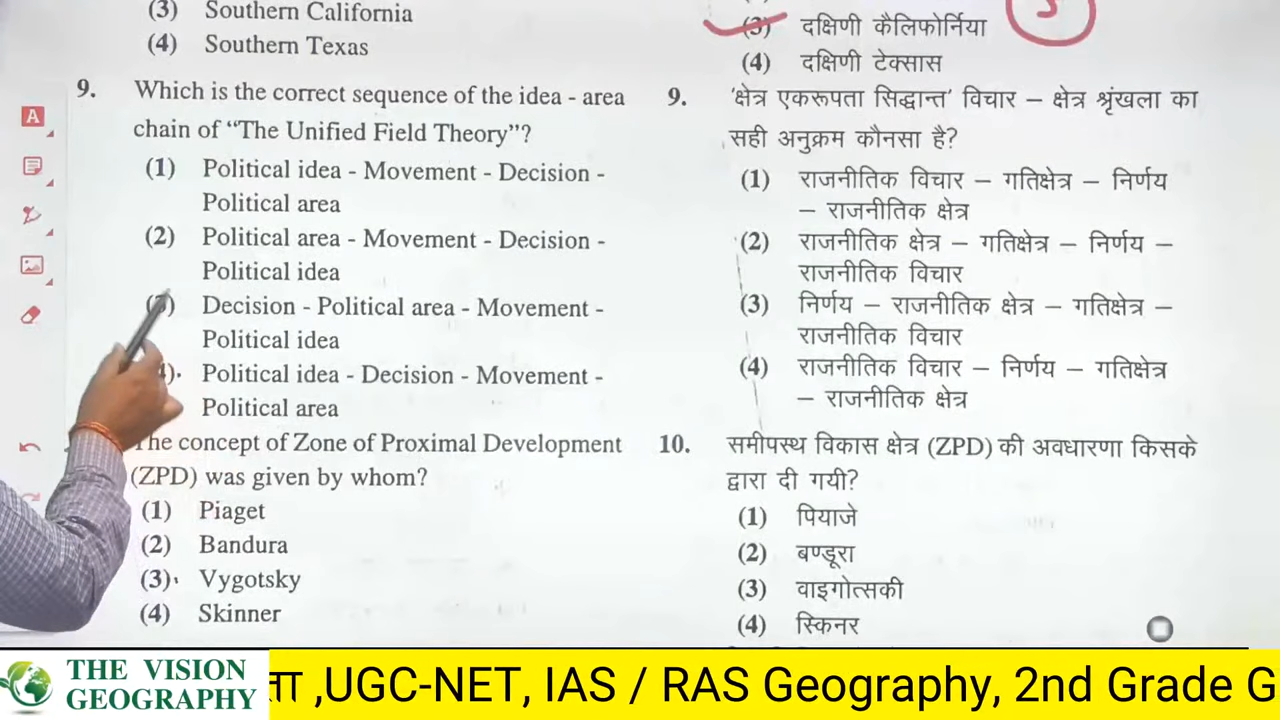 (3) Southern California
(4) Southern Texas
9. Which is the correct sequence of the idea - area
chain of “The Unified Field Theory”?
(1) Political idea - Movement - Decision -
Political area
(2) Political area - Movement - Decision -
Political idea
(3) Decision - Political area - Movement -
Political idea
4) Political idea - Decision - Movement -
Political area
The concept of Zone of Proximal Development
(ZPD) was given by whom?
(1) Piaget
(2) Bandura
(3) Vygotsky
(4) Skinner
(3) दक्षिणी कैलिफोर्निया
(4) दक्षिणी टेक्सास
9. ‘क्षेत्र एकरूपता सिद्धान्त’ विचार – क्षेत्र श्रृंखला का
सही अनुक्रम कौनसा है?
(1) राजनीतिक विचार – गतिक्षेत्र – निर्णय
– राजनीतिक क्षेत्र
(2) राजनीतिक क्षेत्र – गतिक्षेत्र – निर्णय –
राजनीतिक विचार
(3) निर्णय – राजनीतिक क्षेत्र – गतिक्षेत्र –
राजनीतिक विचार
(4) राजनीतिक विचार – निर्णय – गतिक्षेत्र
– राजनीतिक क्षेत्र
10. समीपस्थ विकास क्षेत्र (ZPD) की अवधारणा किसके
द्वारा दी गयी?
(1) पियाजे
(2) बण्डूरा
(3) वाइगोत्सकी
(4) स्किनर
A
THE VISION
GEOGRAPHY
,UGC-NET, IAS / RAS Geography, 2nd Grade G